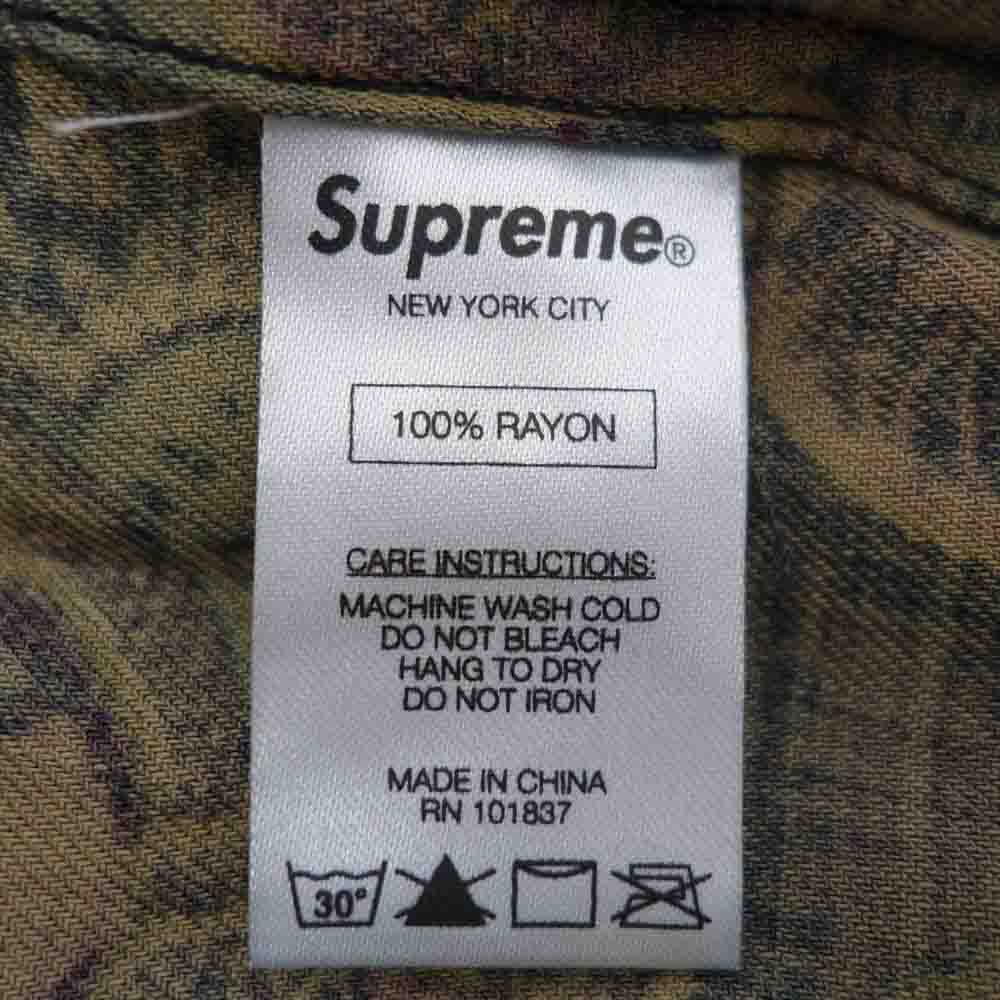 Supreme®
NEW YORK CITY
100% RAYON
CARE INSTRUCTIONS:
MACHINE WASH COLD
DO NOT BLEACH
HANG TO DRY
DO NOT IRON
MADE IN CHINA
RN 101837
30°